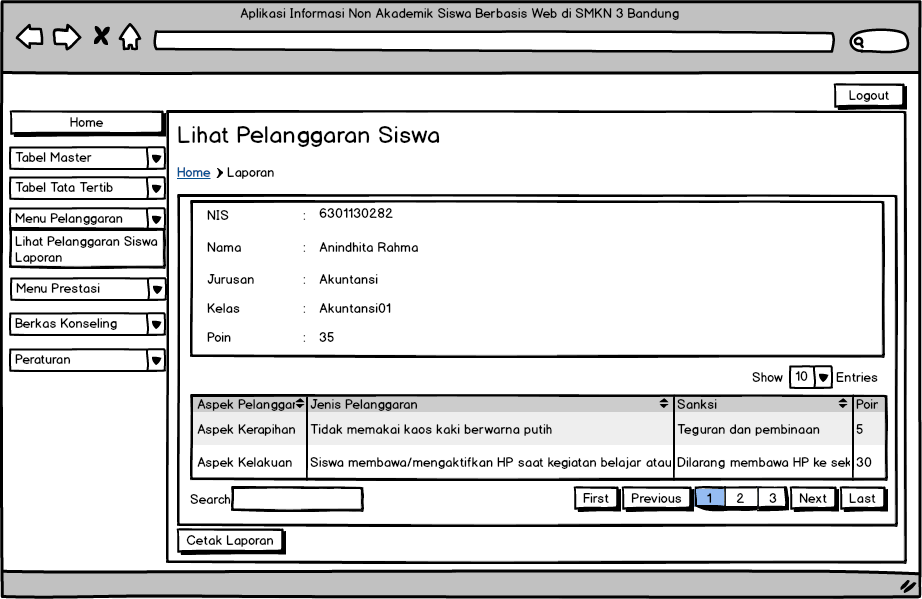 Aplikasi Informasi Non Akademik Siswa Berbasis Web di SMKN 3 Bandung
Logout
Home
Tabel Master
Tabel Tata Tertib
Menu Pelanggaran
Lihat Pelanggaran Siswa
Laporan
Menu Prestasi
Berkas Konseling
Peraturan
Lihat Pelanggaran Siswa
Home Laporan
NIS : 6301130282
Nama : Anindhita Rahma
Jurusan : Akuntansi
Kelas : Akuntansi01
Poin : 35
Show 10 Entries
Aspek Pelanggar Jenis Pelanggaran Sanksi Poir
Aspek Kerapihan Tidak memakai kaos kaki berwarna putih Teguran dan pembinaan 5
Aspek Kelakuan Siswa membawa/mengaktifkan HP saat kegiatan belajar atau Dilarang membawa HP ke sek 30
Search First Previous 1 2 3 Next Last
Cetak Laporan